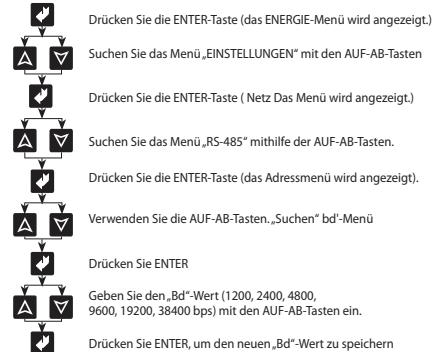 Drücken Sie die ENTER-Taste (das ENERGIE-Menü wird angezeigt.)
Suchen Sie das Menü „EINSTELLUNGEN“ mit den AUF-AB-Tasten
Drücken Sie die ENTER-Taste ( Netz Das Menü wird angezeigt.)
Suchen Sie das Menü „RS-485“ mithilfe der AUF-AB-Tasten.
Drücken Sie die ENTER-Taste (das Adressmenü wird angezeigt).
Verwenden Sie die AUF-AB-Tasten. „Suchen“ bd'-Menü
Drücken Sie ENTER
Geben Sie den „Bd“-Wert (1200, 2400, 4800,
9600, 19200, 38400 bps) mit den AUF-AB-Tasten ein.
Drücken Sie ENTER, um den neuen „Bd“-Wert zu speichern